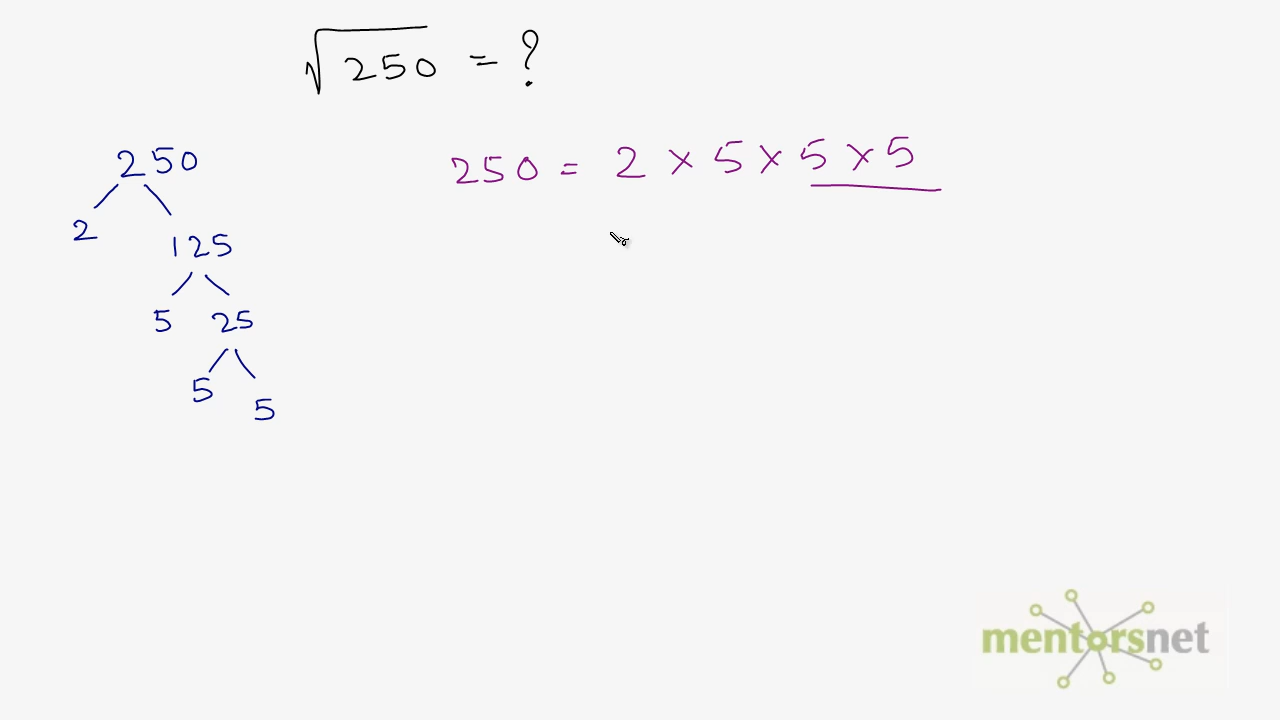 √250 = ?
250 = 2 × 5 × 5 × 5
250
2
125
5 25
5
5
mentorsnet